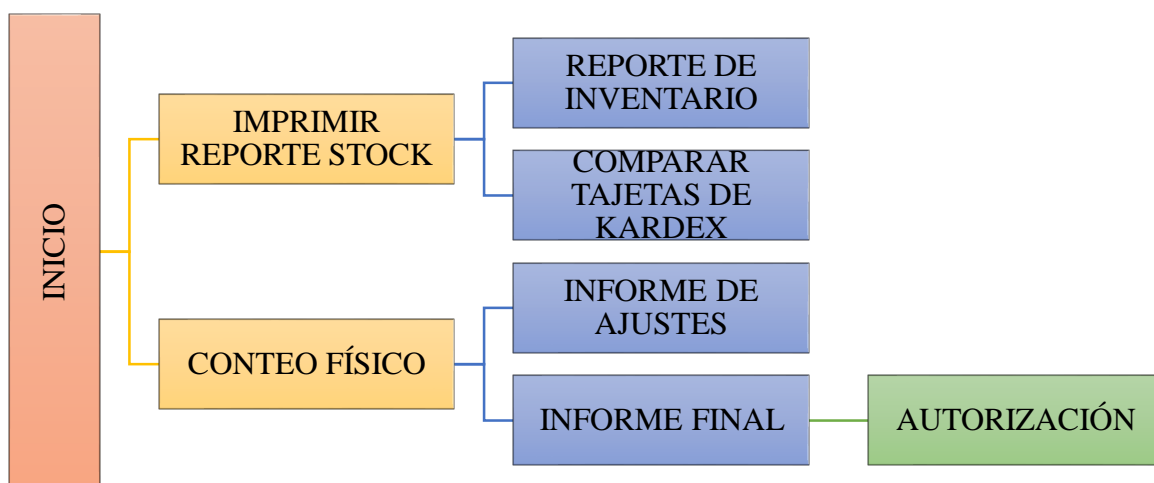 INICIO
IMPRIMIR
REPORTE STOCK
REPORTE DE
INVENTARIO
COMPARAR
TAJETAS DE
KARDEX
CONTEO FÍSICO
INFORME DE
AJUSTES
INFORME FINAL
AUTORIZACIÓN